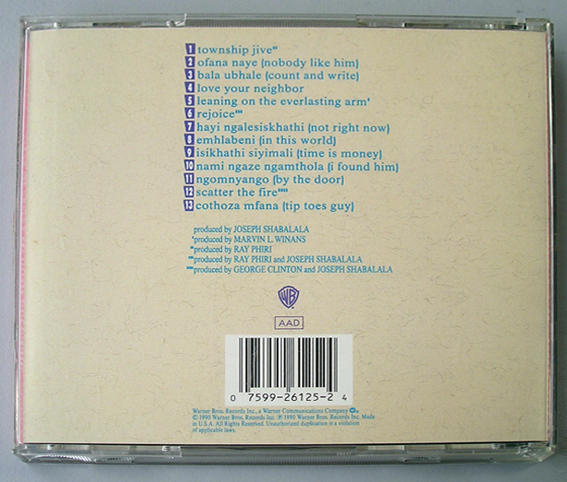 1 township jive**
2 ofana naye (nobody like him)
3 bala ubhale (count and write)
4 love your neighbor
5 leaning on the everlasting arm*
6 rejoice***
7 hayi ngalesiskhathi (not right now)
8 emhlabeni (in this world)
9 isikhathi siyimali (time is money)
10 nami ngaze ngamthola (i found him)
11 ngomnyango (by the door)
12 scatter the fire****
13 cothoza mfana (tip toes guy)
produced by JOSEPH SHABALALA
*produced by MARVIN L. WINANS
**produced by RAY PHIRI
***produced by RAY PHIRI and JOSEPH SHABALALA
****produced by GEORGE CLINTON and JOSEPH SHABALALA
WB
AAD
0 7599-26125-2 4
Warner Bros. Records Inc., a Warner Communications Company
© 1990 Warner Bros. Records Inc. ℗ 1990 Warner Bros. Records Inc. Made
in U.S.A. All Rights Reserved. Unauthorized duplication is a violation
of applicable laws.